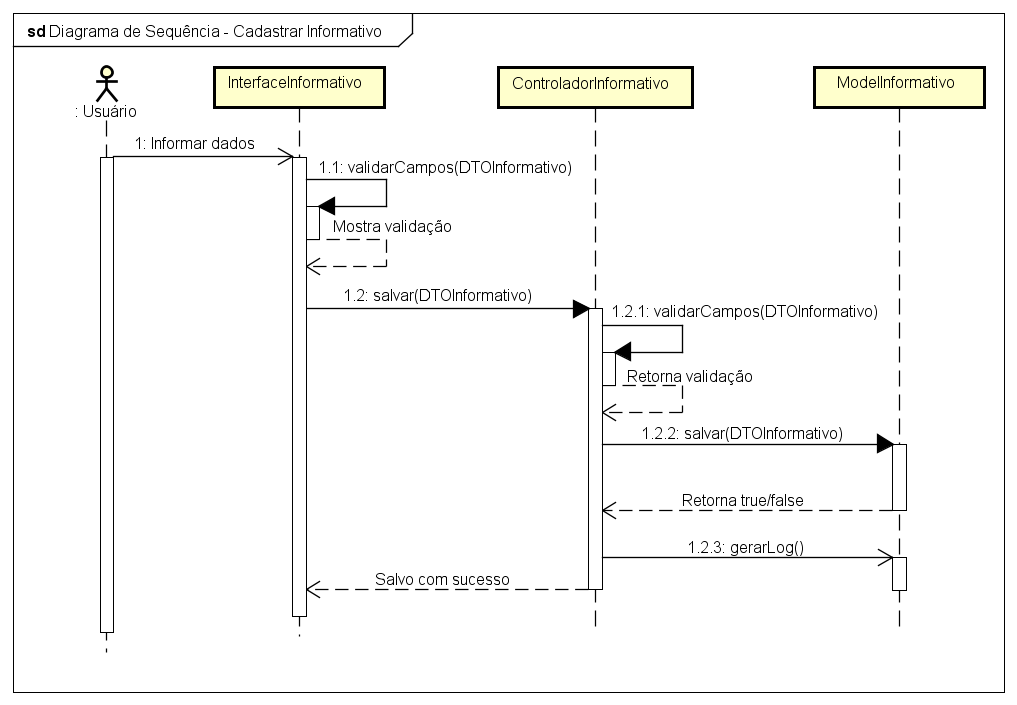 sd Diagrama de Sequência - Cadastrar Informativo
: Usuário
InterfaceInformativo
ControladorInformativo
ModelInformativo
1: Informar dados
1.1: validarCampos(DTOInformativo)
Mostra validação
1.2: salvar(DTOInformativo)
1.2.1: validarCampos(DTOInformativo)
Retorna validação
1.2.2: salvar(DTOInformativo)
Retorna true/false
1.2.3: gerarLog()
Salvo com sucesso